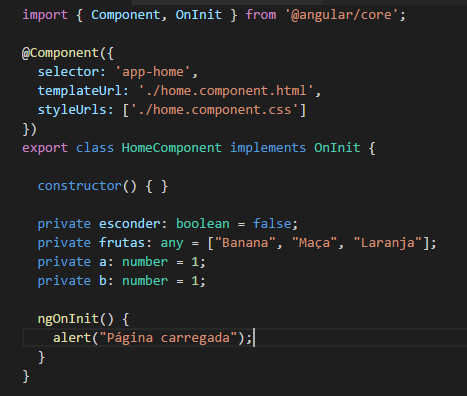 import { Component, OnInit } from '@angular/core';
@Component({
selector: 'app-home',
templateUrl: './home.component.html',
styleUrls: ['./home.component.css']
})
export class HomeComponent implements OnInit {
constructor() { }
private esconder: boolean = false;
private frutas: any = ["Banana", "Maça", "Laranja"];
private a: number = 1;
private b: number = 1;
ngOnInit() {
alert("Página carregada");
}
}